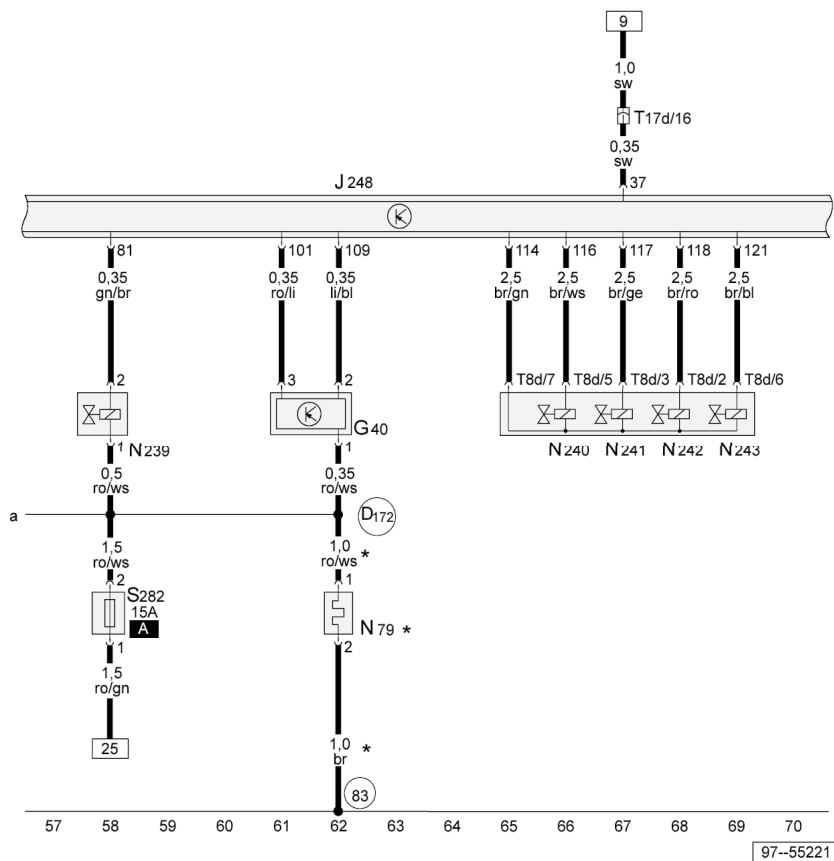 9
1,0
sw
T17d/16
0,35
sw
J 248
37
81
101
109
114
116
117
118
121
0,35
gn/br
0,35
ro/li
0,35
li/bl
2,5
br/gn
2,5
br/ws
2,5
br/ge
2,5
br/ro
2,5
br/bl
2
3
2
T8d/7
T8d/5
T8d/3
T8d/2
T8d/6
G40
N240
N241
N242
N243
1
N239
1
0,5
ro/ws
0,35
ro/ws
a
D172
1,5
ro/ws
1,0
ro/ws *
2
1
S282
15A
A
N 79 *
1
2
1,5
ro/gn
25
1,0
br *
83
57 58 59 60 61 62 63 64 65 66 67 68 69 70
97--55221